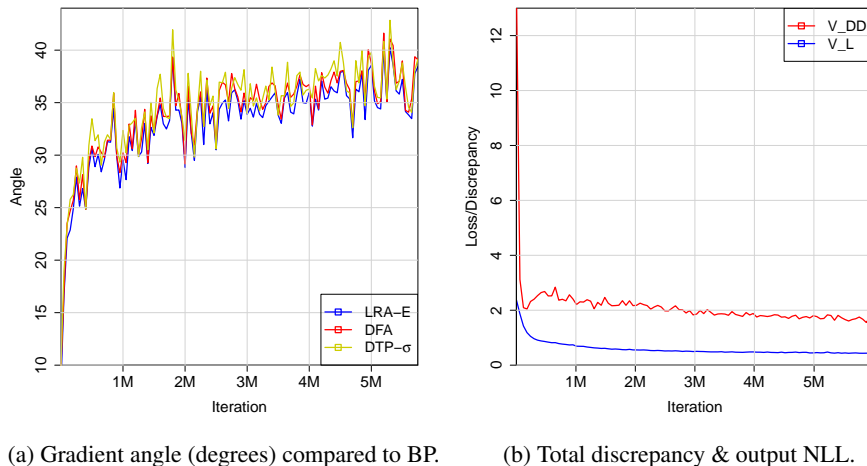 40
35
30
25
20
15
10
Angle
1M
2M
3M
4M
5M
Iteration
LRA−E
DFA
DTP−σ
(a) Gradient angle (degrees) compared to BP.
12
10
8
6
4
2
0
Loss/Discrepancy
1M
2M
3M
4M
5M
Iteration
V_DD
V_L
(b) Total discrepancy & output NLL.